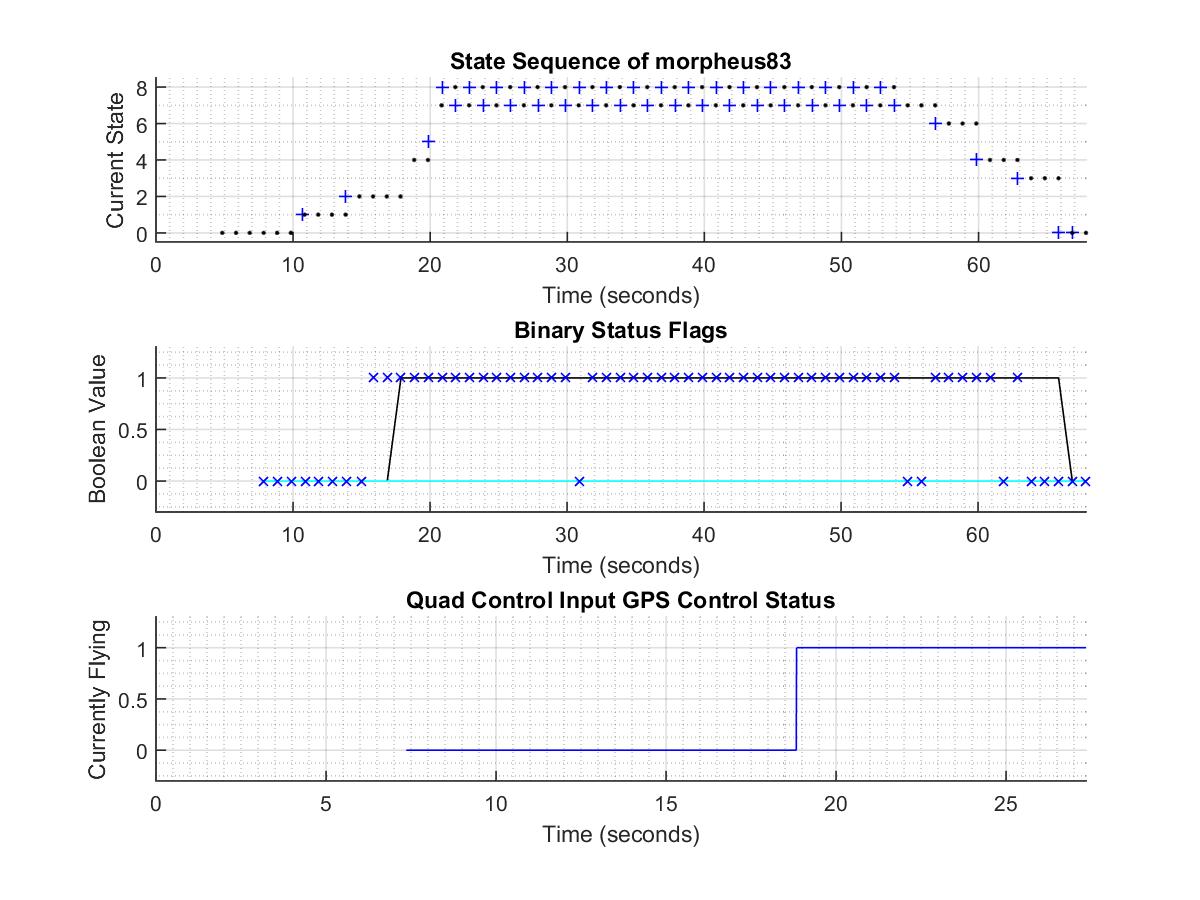 State Sequence of morpheus83
8
6
4
2
0
Current State
0 10 20 30 40 50 60
Time (seconds)
Binary Status Flags
1
0.5
0
Boolean Value
0 10 20 30 40 50 60
Time (seconds)
Quad Control Input GPS Control Status
1
0.5
0
Currently Flying
0 5 10 15 20 25
Time (seconds)